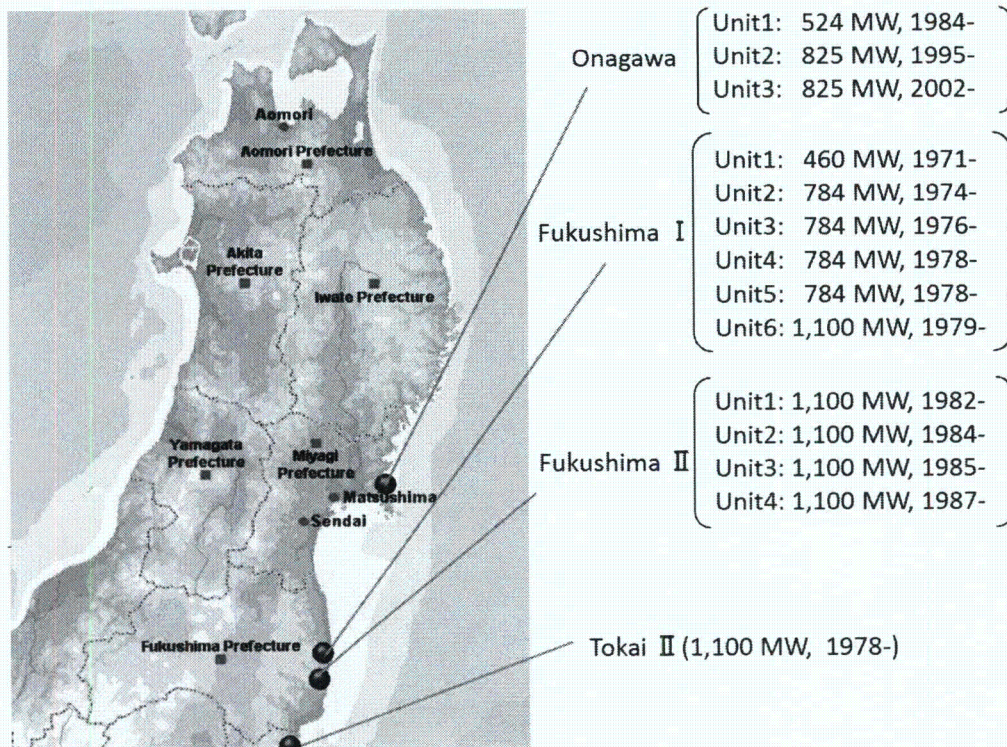 Aomori
Aomori Prefecture
Akita
Prefecture
Iwate Prefecture
Yamagata
Prefecture
Miyagi
Prefecture
Matsushima
Sendai
Fukushima Prefecture
Onagawa
Unit1: 524 MW, 1984-
Unit2: 825 MW, 1995-
Unit3: 825 MW, 2002-
Fukushima Ⅰ
Unit1: 460 MW, 1971-
Unit2: 784 MW, 1974-
Unit3: 784 MW, 1976-
Unit4: 784 MW, 1978-
Unit5: 784 MW, 1978-
Unit6: 1,100 MW, 1979-
Fukushima Ⅱ
Unit1: 1,100 MW, 1982-
Unit2: 1,100 MW, 1984-
Unit3: 1,100 MW, 1985-
Unit4: 1,100 MW, 1987-
Tokai Ⅱ (1,100 MW, 1978-)